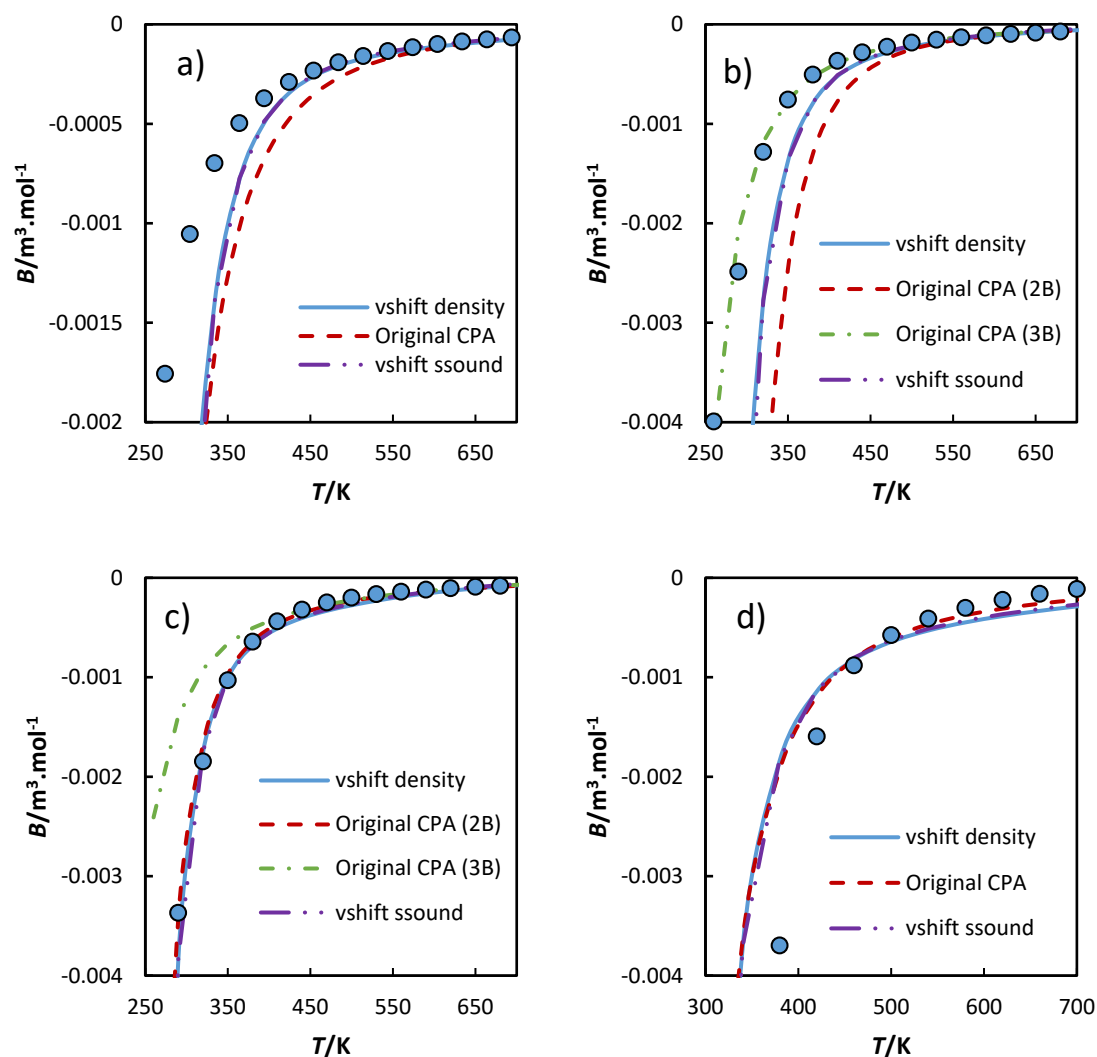 a)
0
-0.0005
-0.001
-0.0015
-0.002
250 350 450 550 650
B/m³.mol⁻¹
T/K
vshift density
Original CPA
vshift ssound
b)
0
-0.001
-0.002
-0.003
-0.004
250 350 450 550 650
B/m³.mol⁻¹
T/K
vshift density
Original CPA (2B)
Original CPA (3B)
vshift ssound
c)
0
-0.001
-0.002
-0.003
-0.004
250 350 450 550 650
B/m³.mol⁻¹
T/K
vshift density
Original CPA (2B)
Original CPA (3B)
vshift ssound
d)
0
-0.001
-0.002
-0.003
-0.004
300 400 500 600 700
B/m³.mol⁻¹
T/K
vshift density
Original CPA
vshift ssound